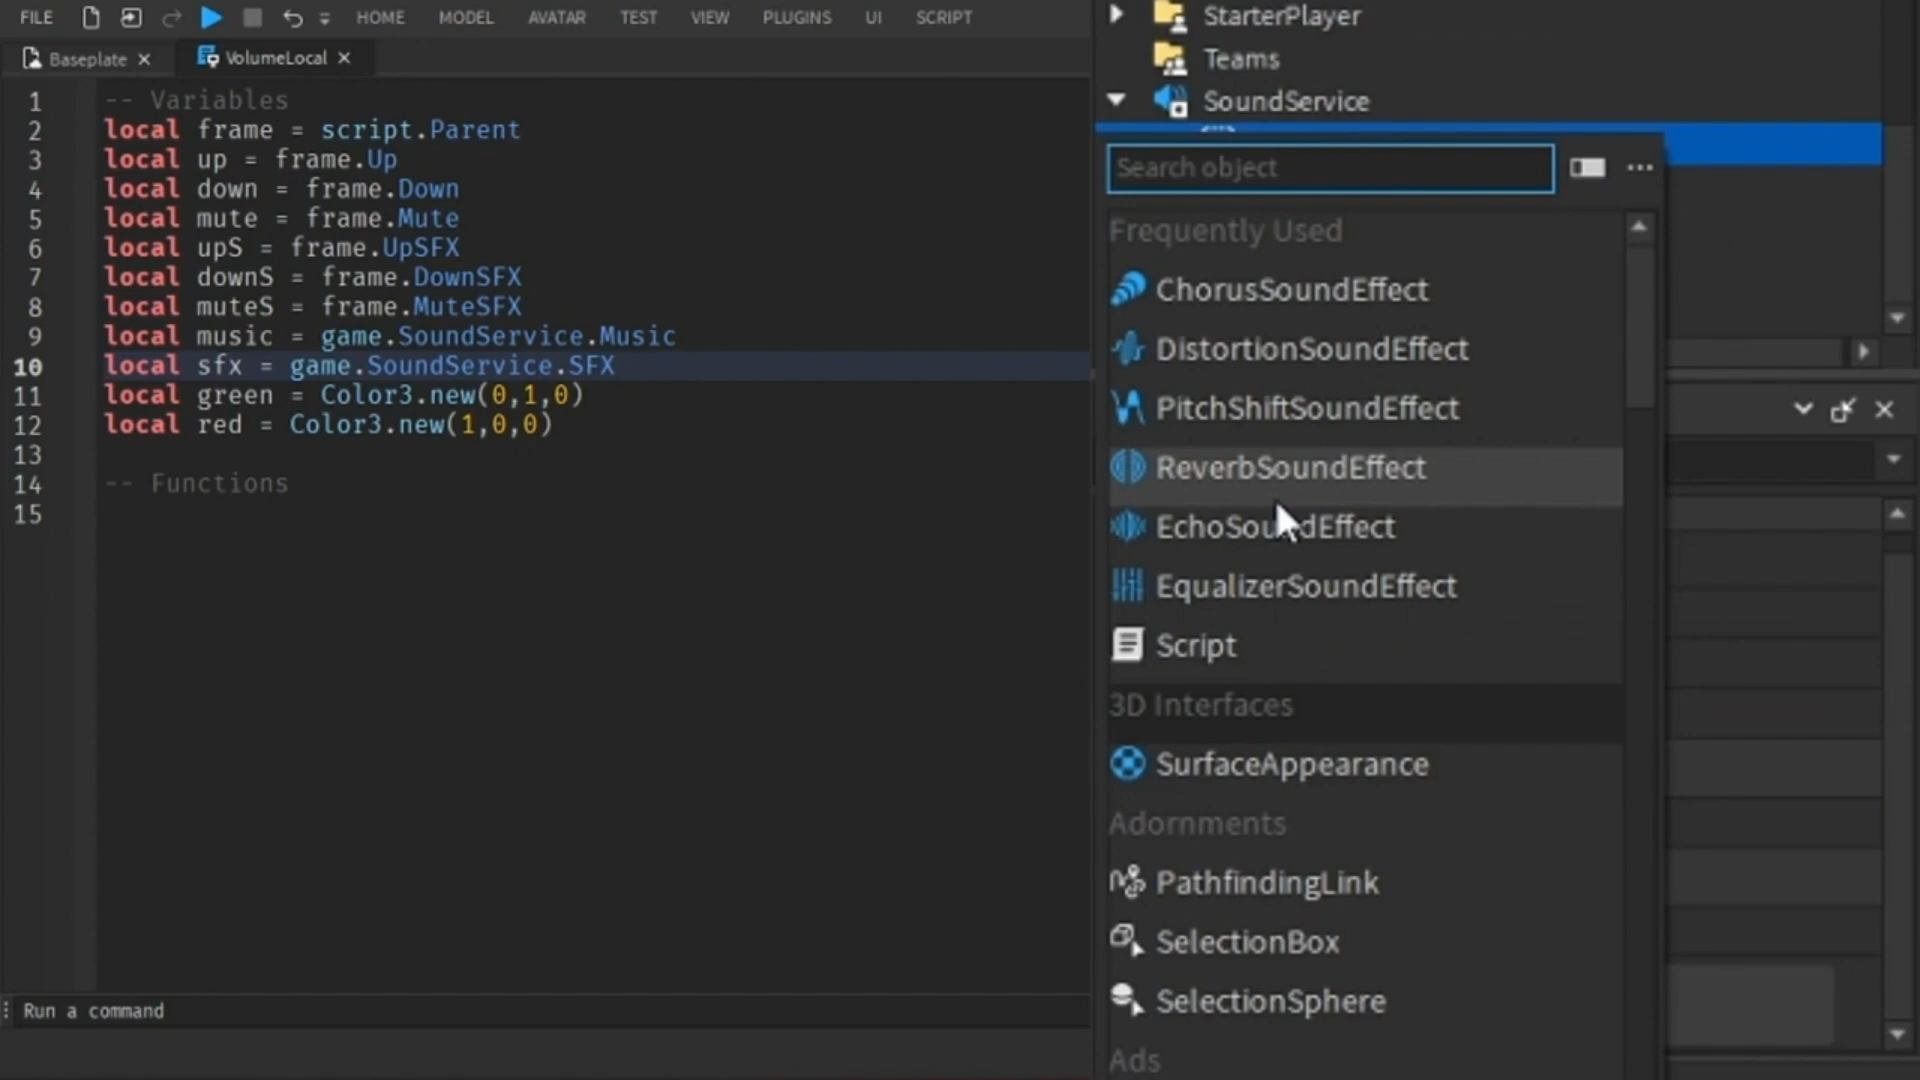 FILE HOME MODEL AVATAR TEST VIEW PLUGINS UI SCRIPT
Baseplate VolumeLocal
1 -- Variables
2 local frame = script.Parent
3 local up = frame.Up
4 local down = frame.Down
5 local mute = frame.Mute
6 local upS = frame.UpSFX
7 local downS = frame.DownSFX
8 local muteS = frame.MuteSFX
9 local music = game.SoundService.Music
10 local sfx = game.SoundService.SFX
11 local green = Color3.new(0,1,0)
12 local red = Color3.new(1,0,0)
13
14 -- Functions
15
Run a command
StarterPlayer
Teams
SoundService
Search object
Frequently Used
ChorusSoundEffect
DistortionSoundEffect
PitchShiftSoundEffect
ReverbSoundEffect
EchoSoundEffect
EqualizerSoundEffect
Script
3D Interfaces
SurfaceAppearance
Adornments
PathfindingLink
SelectionBox
SelectionSphere
Ads